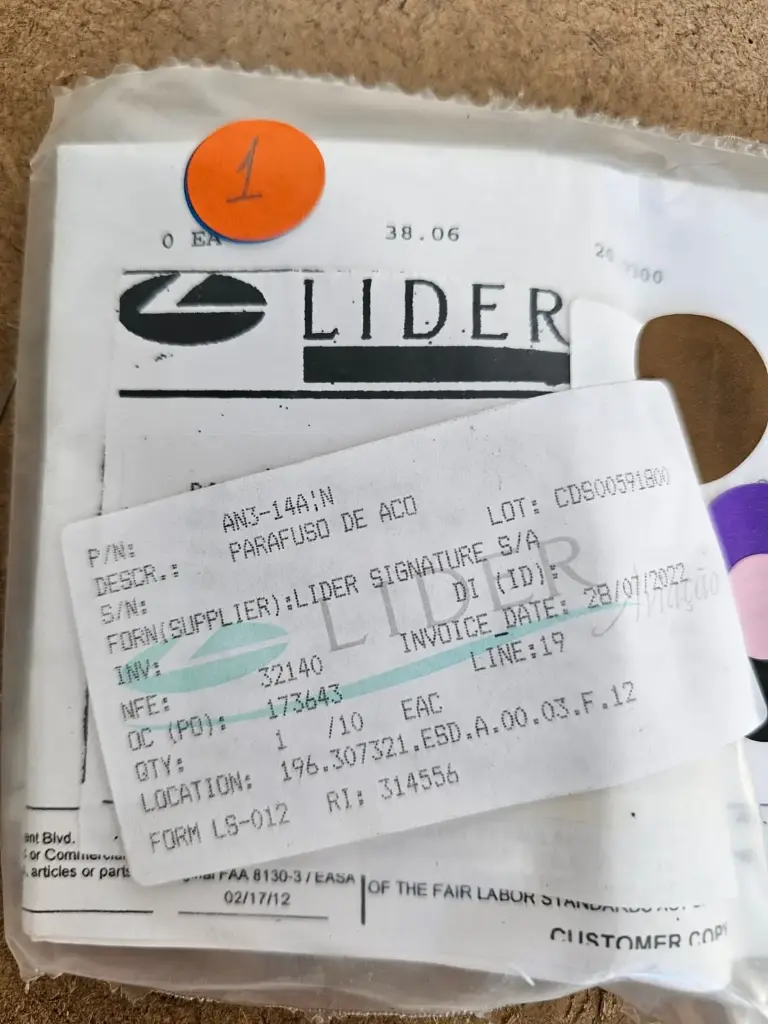 1
0 EA 38.06
LIDER
P/N: AN3-14A¦N
DESCR.: PARAFUSO DE ACO LOT: CDS00591800
S/N:
FORN(SUPPLIER):LIDER SIGNATURE S/A
DI (ID):
INV: 32140 INVOICE_DATE: 28/07/2022
NFE: 173643 LINE:19
OC (PO):
QTY: 1 /10 EAC
LOCATION: 196.307321.ESD.A.00.03.F.12
FORM LS-012 RI: 314556
LIDER
Aviação
Blvd.
or
articles or parts
FAA 8130-3 / EASA
02/17/12
OF THE FAIR LABOR STANDARDS
CUSTOMER COPY